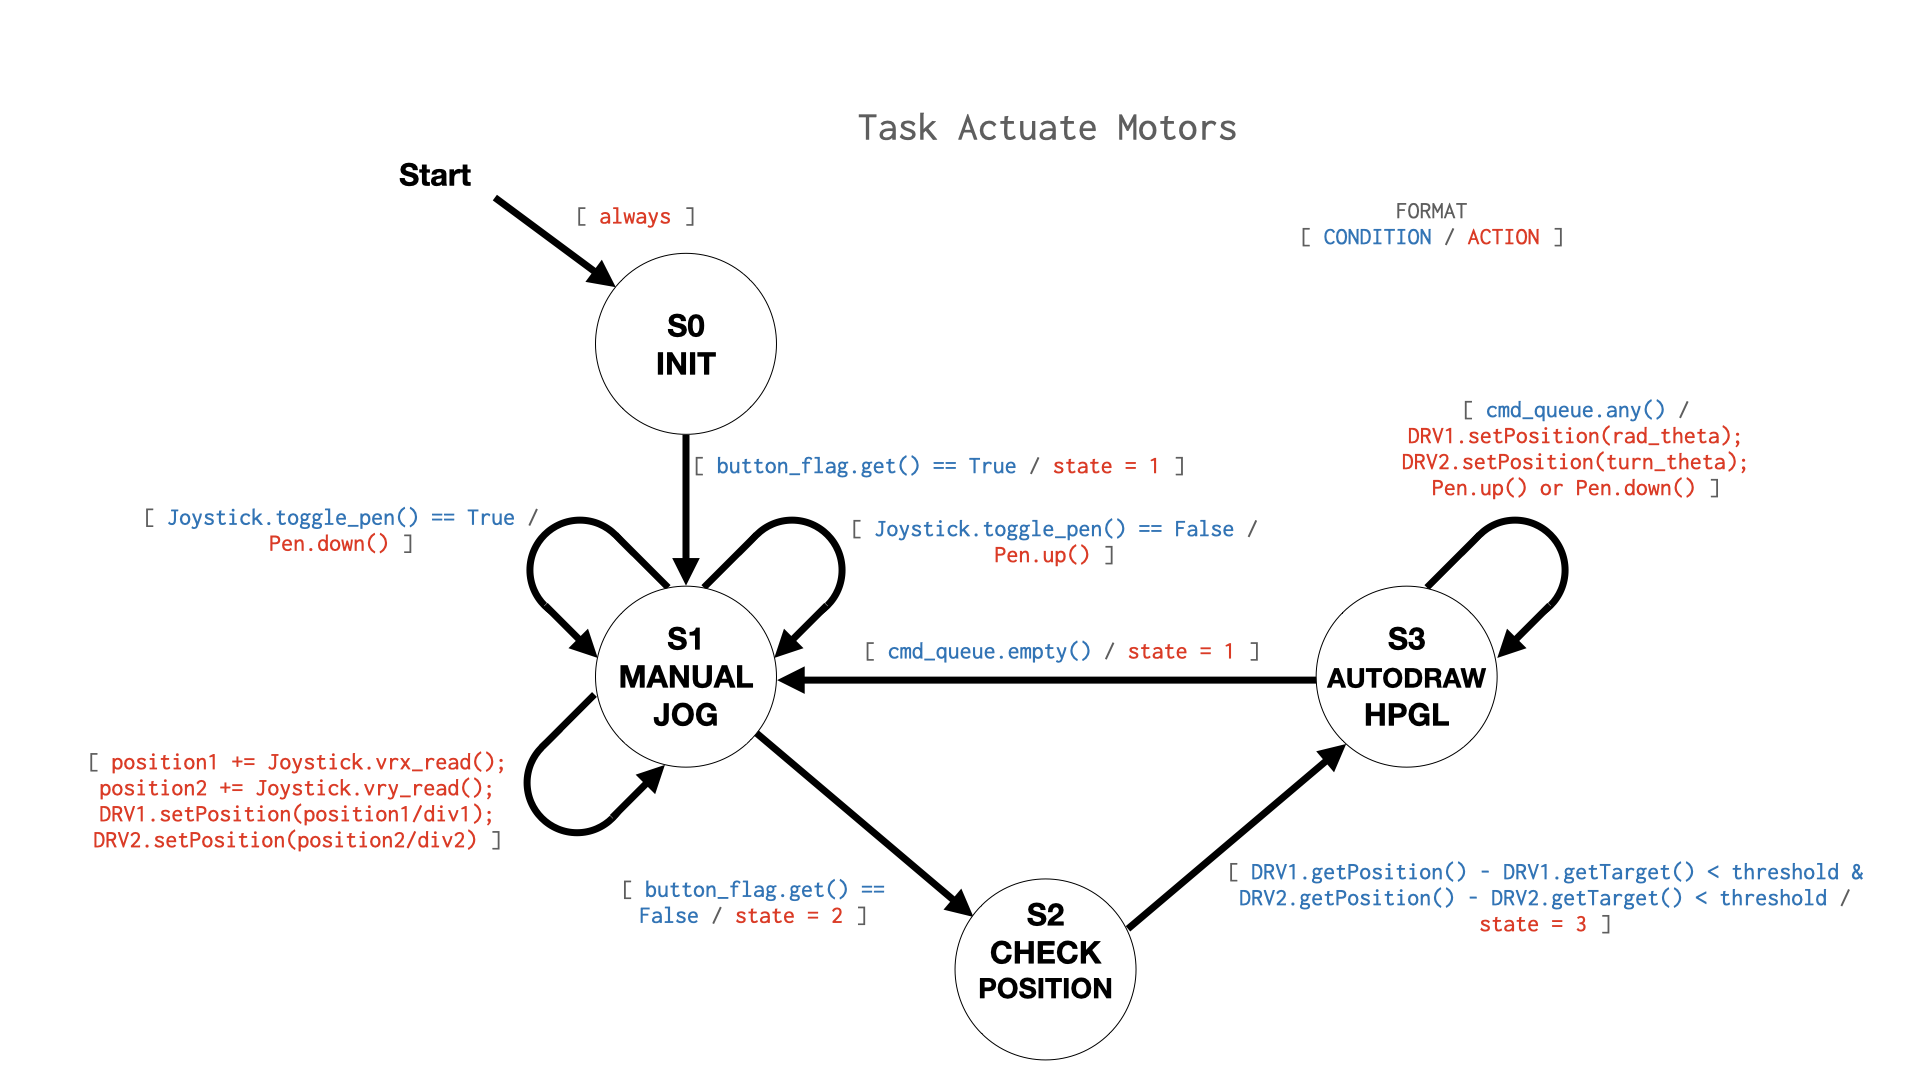 Task Actuate Motors
Start
[ always ]
FORMAT
[ CONDITION / ACTION ]
S0
INIT
[ cmd_queue.any() /
DRV1.setPosition(rad_theta);
DRV2.setPosition(turn_theta);
Pen.up() or Pen.down() ]
[ button_flag.get() == True / state = 1 ]
[ Joystick.toggle_pen() == True /
Pen.down() ]
[ Joystick.toggle_pen() == False /
Pen.up() ]
S1
MANUAL
JOG
[ cmd_queue.empty() / state = 1 ]
S3
AUTODRAW
HPGL
[ position1 += Joystick.vrx_read();
position2 += Joystick.vry_read();
DRV1.setPosition(position1/div1);
DRV2.setPosition(position2/div2) ]
[ button_flag.get() ==
False / state = 2 ]
S2
CHECK
POSITION
[ DRV1.getPosition() - DRV1.getTarget() < threshold &
DRV2.getPosition() - DRV2.getTarget() < threshold /
state = 3 ]